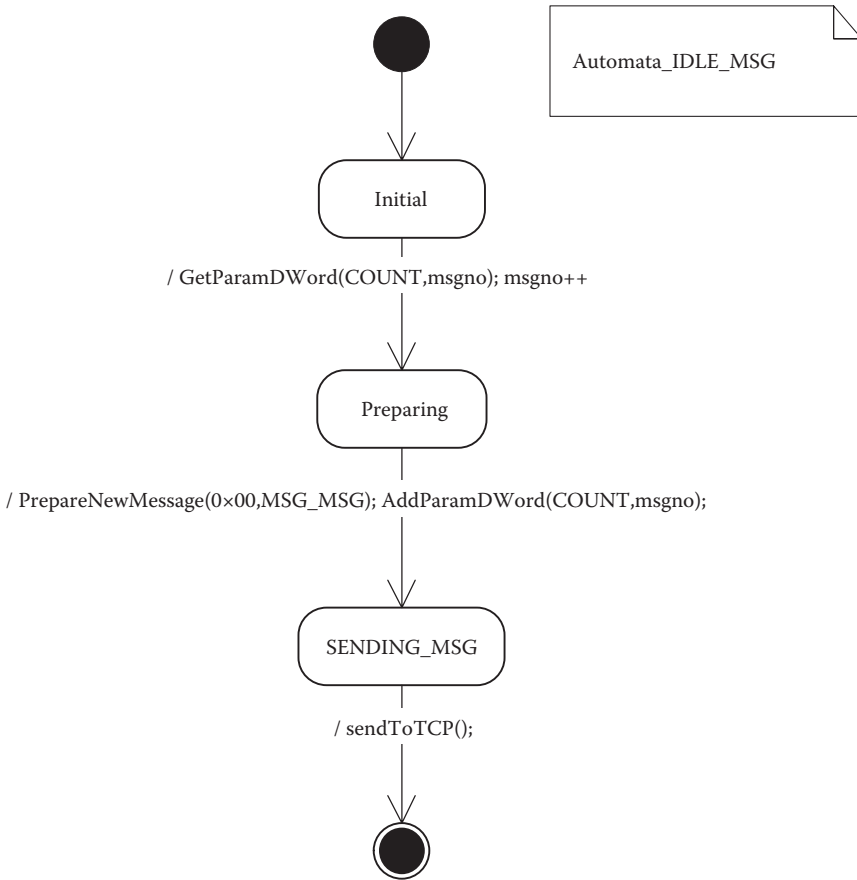 Automata_IDLE_MSG
Initial
/ GetParamDWord(COUNT,msgno); msgno++
Preparing
/ PrepareNewMessage(0×00,MSG_MSG); AddParamDWord(COUNT,msgno);
SENDING_MSG
/ sendToTCP();